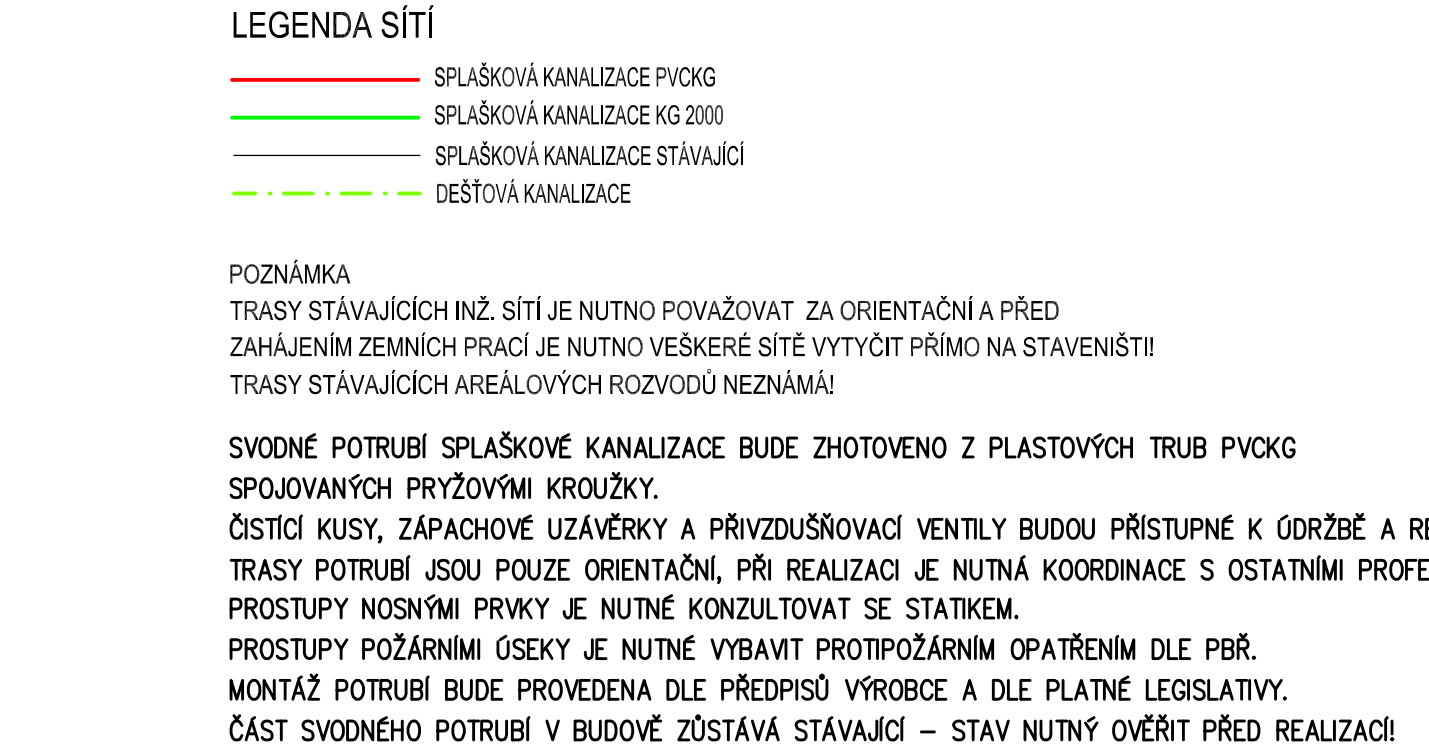 LEGENDA SÍTÍ
SPLAŠKOVÁ KANALIZACE PVCKG
SPLAŠKOVÁ KANALIZACE KG 2000
SPLAŠKOVÁ KANALIZACE STÁVAJÍCÍ
DEŠŤOVÁ KANALIZACE
POZNÁMKA
TRASY STÁVAJÍCÍCH INŽ. SÍTÍ JE NUTNO POVAŽOVAT ZA ORIENTAČNÍ A PŘED
ZAHÁJENÍM ZEMNÍCH PRACÍ JE NUTNO VEŠKERÉ SÍTĚ VYTYČIT PŘÍMO NA STAVENIŠTI!
TRASY STÁVAJÍCÍCH AREÁLOVÝCH ROZVODŮ NEZNÁMÁ!
SVODNÉ POTRUBÍ SPLAŠKOVÉ KANALIZACE BUDE ZHOTOVENO Z PLASTOVÝCH TRUB PVCKG
SPOJOVANÝCH PRYŽOVÝMI KROUŽKY.
ČISTÍCÍ KUSY, ZÁPACHOVÉ UZÁVĚRKY A PŘIVZDUŠŇOVACÍ VENTILY BUDOU PŘÍSTUPNÉ K ÚDRŽBĚ A
TRASY POTRUBÍ JSOU POUZE ORIENTAČNÍ, PŘI REALIZACI JE NUTNÁ KOORDINACE S OSTATNÍMI
PROSTUPY NOSNÝMI PRVKY JE NUTNÉ KONZULTOVAT SE STATIKEM.
PROSTUPY POŽÁRNÍMI ÚSEKY JE NUTNÉ VYBAVIT PROTIPOŽÁRNÍM OPATŘENÍM DLE PBŘ.
MONTÁŽ POTRUBÍ BUDE PROVEDENA DLE PŘEDPISŮ VÝROBCE A DLE PLATNÉ LEGISLATIVY.
ČÁST SVODNÉHO POTRUBÍ V BUDOVĚ ZŮSTÁVÁ STÁVAJÍCÍ – STAV NUTNÝ OVĚŘIT PŘED REALIZACÍ!